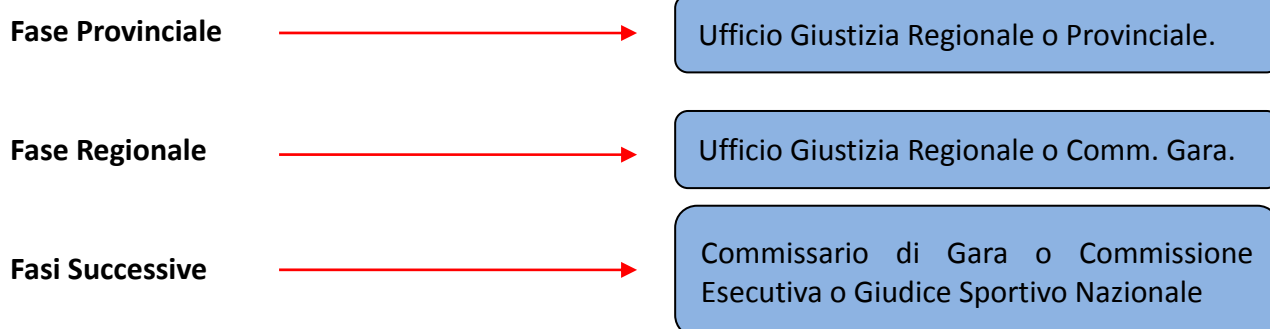 Fase Provinciale
Ufficio Giustizia Regionale o Provinciale.
Fase Regionale
Ufficio Giustizia Regionale o Comm. Gara.
Fasi Successive
Commissario di Gara o Commissione
Esecutiva o Giudice Sportivo Nazionale